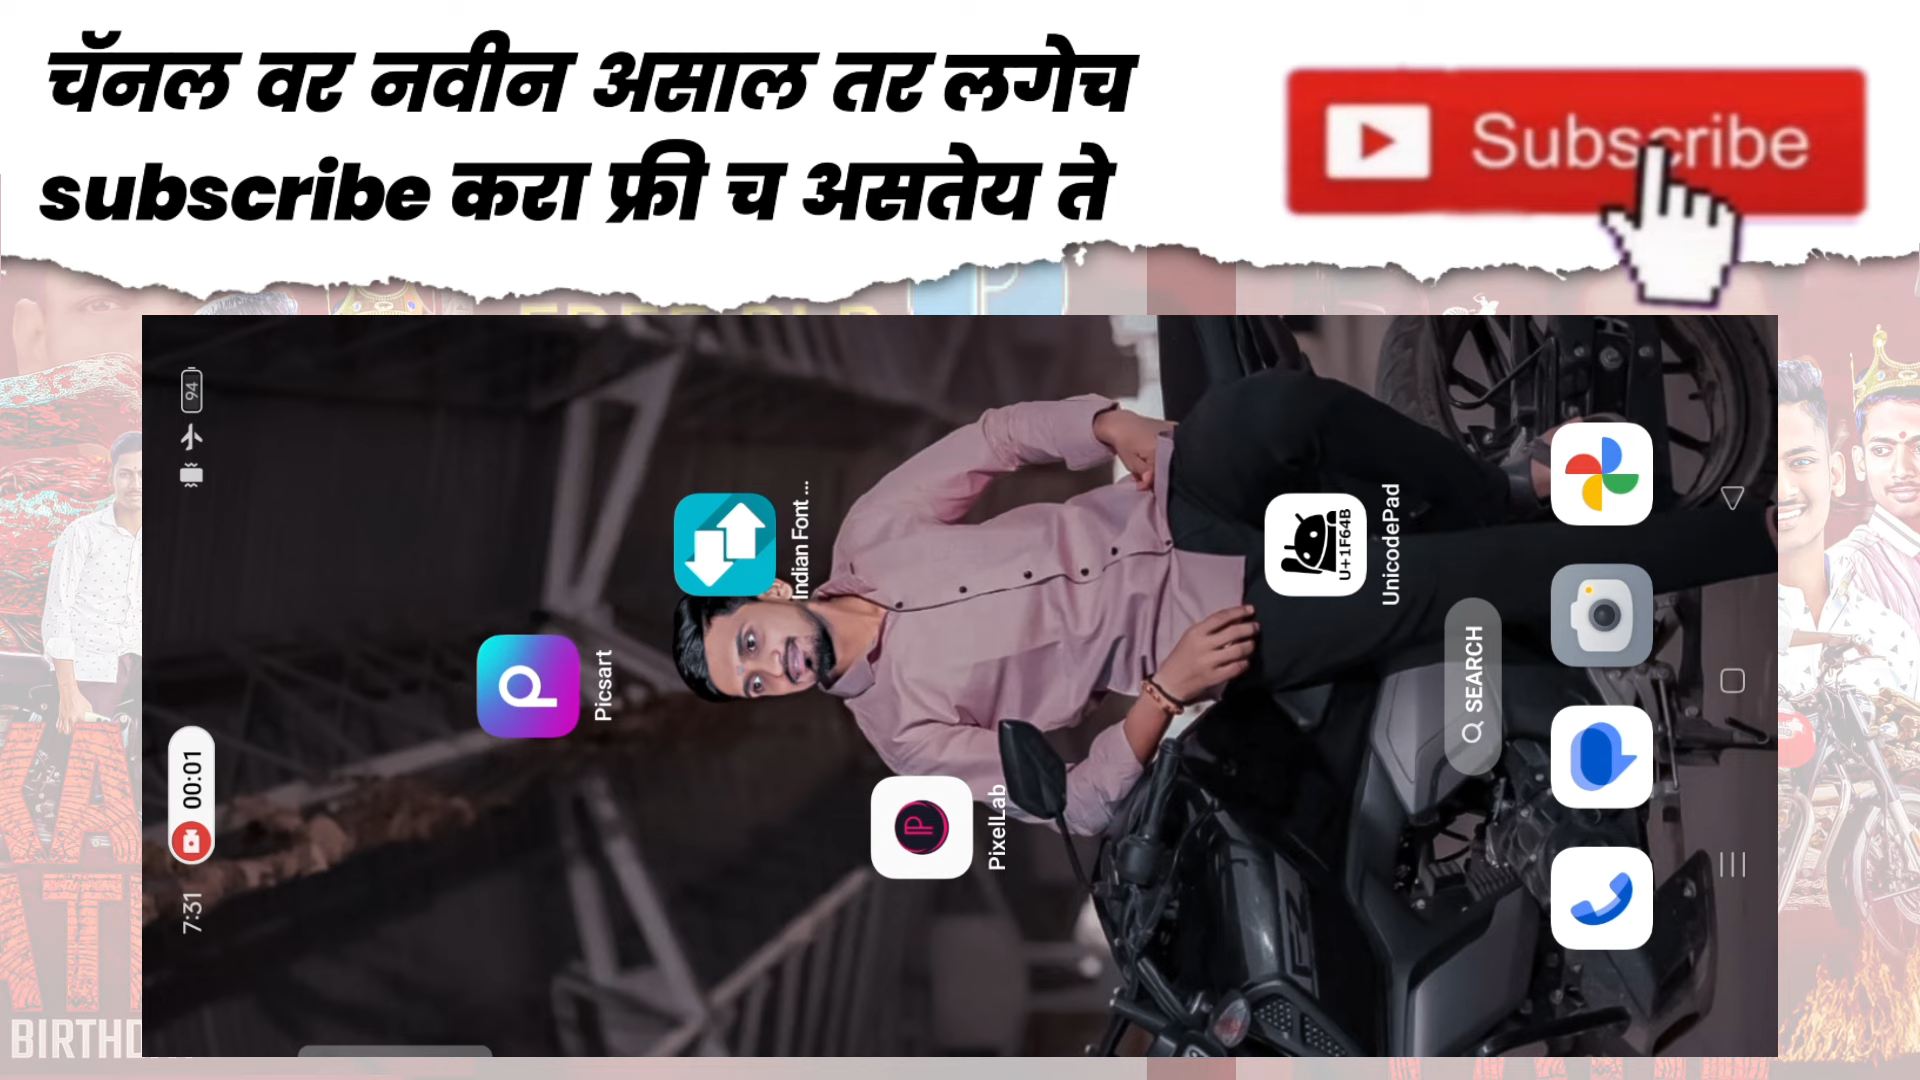 चॅनल वर नवीन असाल तर लगेच
subscribe करा फ्री च असतेय ते
Subscribe
94
00:01
7:31
Picsart
Indian Font ...
PixelLab
U+1F64B
UnicodePad
SEARCH
FZ
BIRTHD